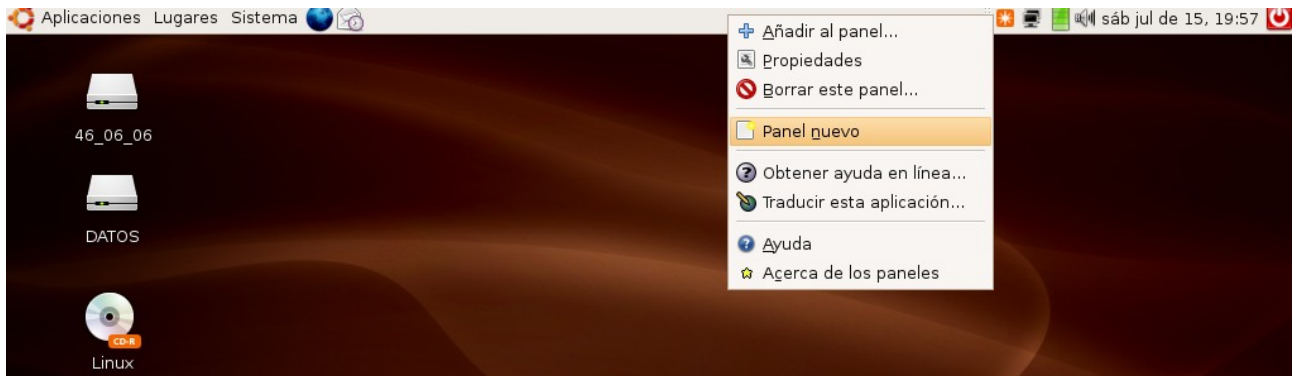 Aplicaciones Lugares Sistema
sáb jul de 15, 19:57
Añadir al panel...
Propiedades
Borrar este panel...
Panel nuevo
Obtener ayuda en línea...
Traducir esta aplicación...
Ayuda
Acerca de los paneles
46_06_06
DATOS
CD-R
Linux